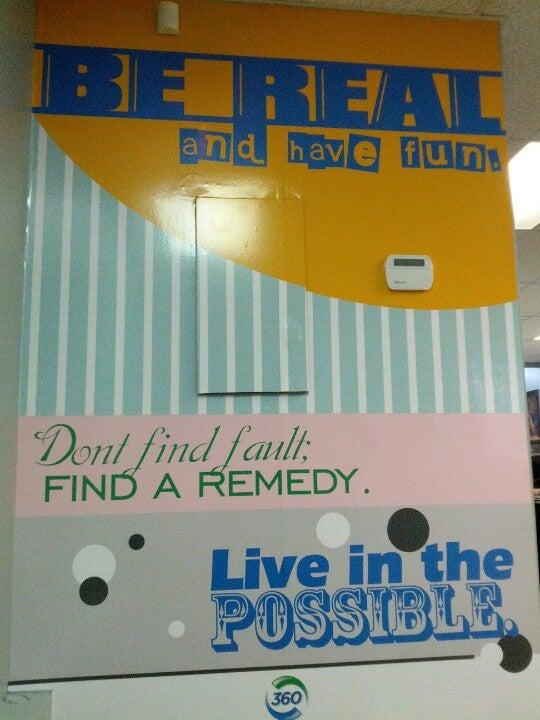 BE REAL
and have fun.
Dont find fault;
FIND A REMEDY.
Live in the
POSSIBLE.
360